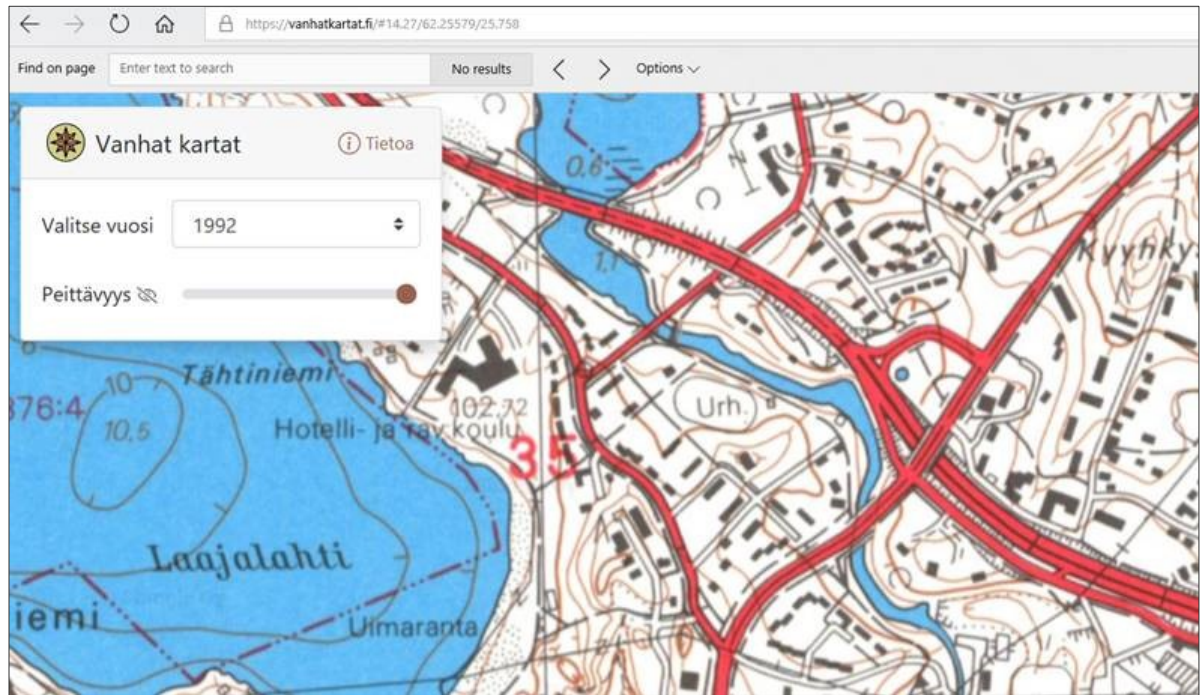 https://vanhatkartat.fi/#14.27/62.25579/25.758
Find on page Enter text to search No results Options
Vanhat kartat Tietoa
Valitse vuosi 1992
Peittävyys
0,6
1,1
Kyyhky
Tähtiniemi
10
376:4
10,5
102.72
Urh.
Hotelli- ja rav.koulu
35
Laajalahti
iemi
Uimaranta